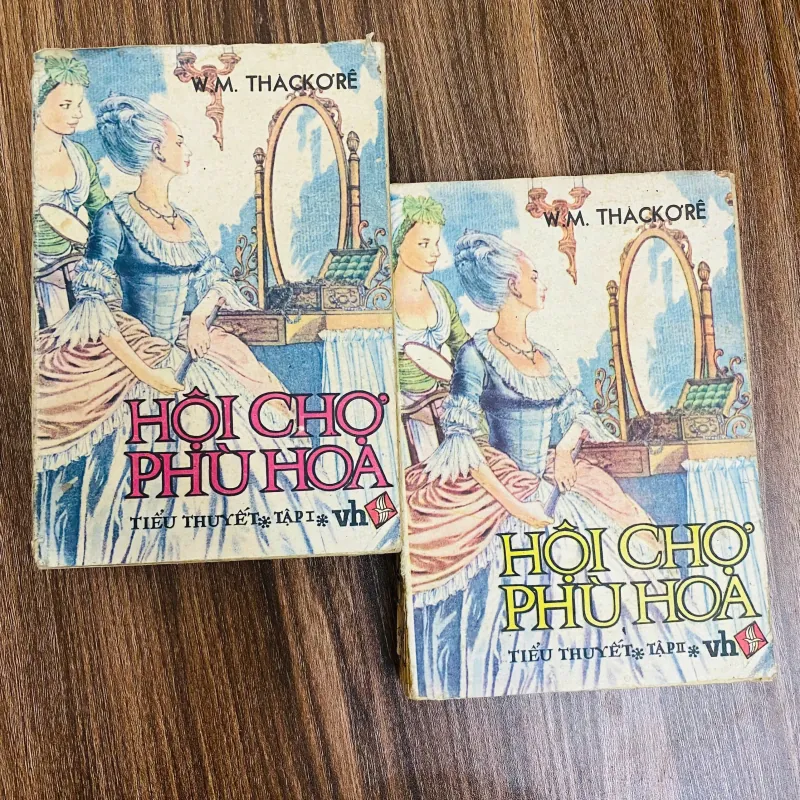 W.M. THACKƠRÊ
HỘI CHỢ
PHÙ HOA
TIỂU THUYẾT * TẬP I * vh
W.M. THACKƠRÊ
HỘI CHỢ
PHÙ HOA
TIỂU THUYẾT * TẬP II * vh